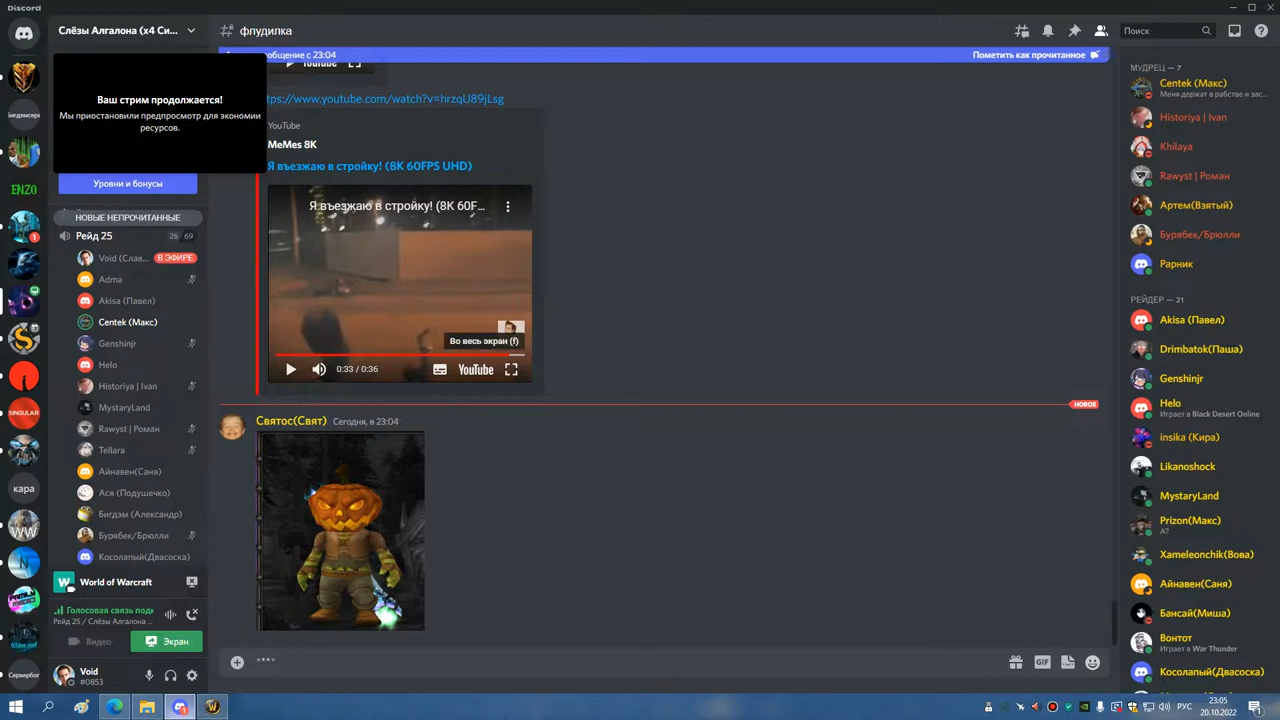 Discord
Слёзы Алгалона (x4 Си...
флудилка
Поиск
Ваш стрим продолжается!
Мы приостановили предпросмотр для экономии
ресурсов.
Уровни и бонусы
НОВЫЕ НЕПРОЧИТАННЫЕ
Рейд 25
26 69
Void (Слав...
В ЭФИРЕ
Adma
Akisa (Павел)
Centek (Макс)
Genshinjr
Helo
Historiya | Ivan
MystaryLand
Rawyst | Роман
Tellara
Айнавен(Саня)
Ася (Подушечко)
Бигдэм (Александр)
Бурябек/Брюлли
Косолапый(Двасоска)
World of Warcraft
Голосовая связь подк
Рейд 25 / Слёзы Алгалона ...
Видео
Экран
Void
#0853
Бигдэмсерв
ENZO
1
SINGULAR
кара
WW
Сервербог
ообщение с 23:04
Пометить как прочитанное
YouTube
tps://www.youtube.com/watch?v=hrzqU89jLsg
YouTube
MeMes 8K
Я въезжаю в стройку! (8K 60FPS UHD)
Я въезжаю в стройку! (8K 60F...
Во весь экран (f)
0:33 / 0:36
YouTube
НОВОЕ
Святос(Свят) Сегодня, в 23:04
****
GIF
МУДРЕЦ — 7
Centek (Макс)
Меня держат в рабстве и зас...
Historiya | Ivan
Khilaya
Rawyst | Роман
Артем(Взятый)
Бурябек/Брюлли
Рарник
РЕЙДЕР — 21
Akisa (Павел)
Drimbatok(Паша)
Genshinjr
Helo
Играет в Black Desert Online
insika (Кира)
Likanoshock
MystaryLand
Prizon(Макс)
А?
Xameleonchik(Вова)
Айнавен(Саня)
Бансай(Миша)
Вонтот
Играет в War Thunder
Косолапый(Двасоска)
РУС
23:05
20.10.2022
1